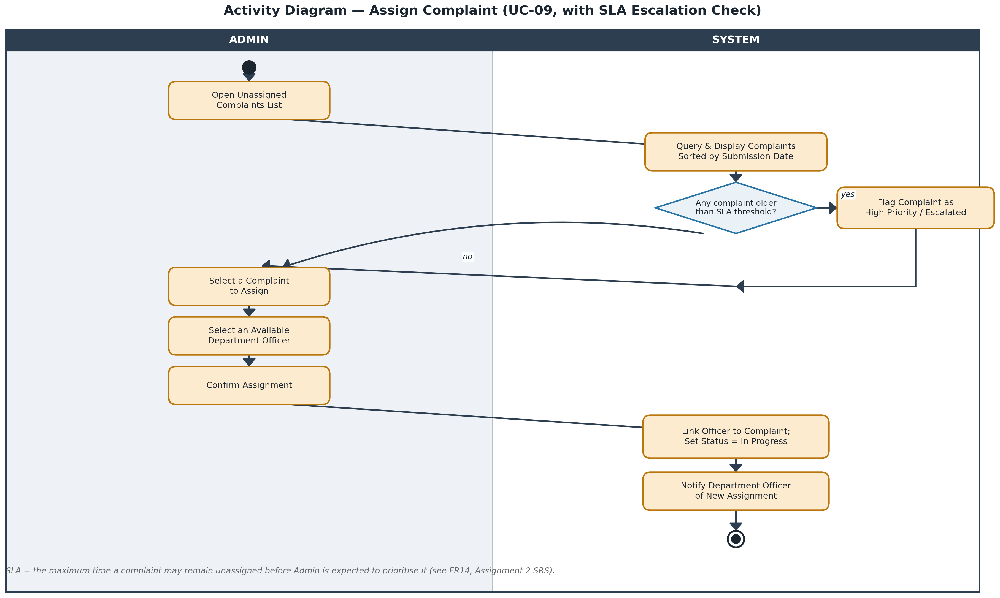 Activity Diagram — Assign Complaint (UC-09, with SLA Escalation Check)
ADMIN
SYSTEM
Open Unassigned
Complaints List
Query & Display Complaints
Sorted by Submission Date
Any complaint older
than SLA threshold?
yes
Flag Complaint as
High Priority / Escalated
no
Select a Complaint
to Assign
Select an Available
Department Officer
Confirm Assignment
Link Officer to Complaint;
Set Status = In Progress
Notify Department Officer
of New Assignment
SLA = the maximum time a complaint may remain unassigned before Admin is expected to prioritise it (see FR14, Assignment 2 SRS).